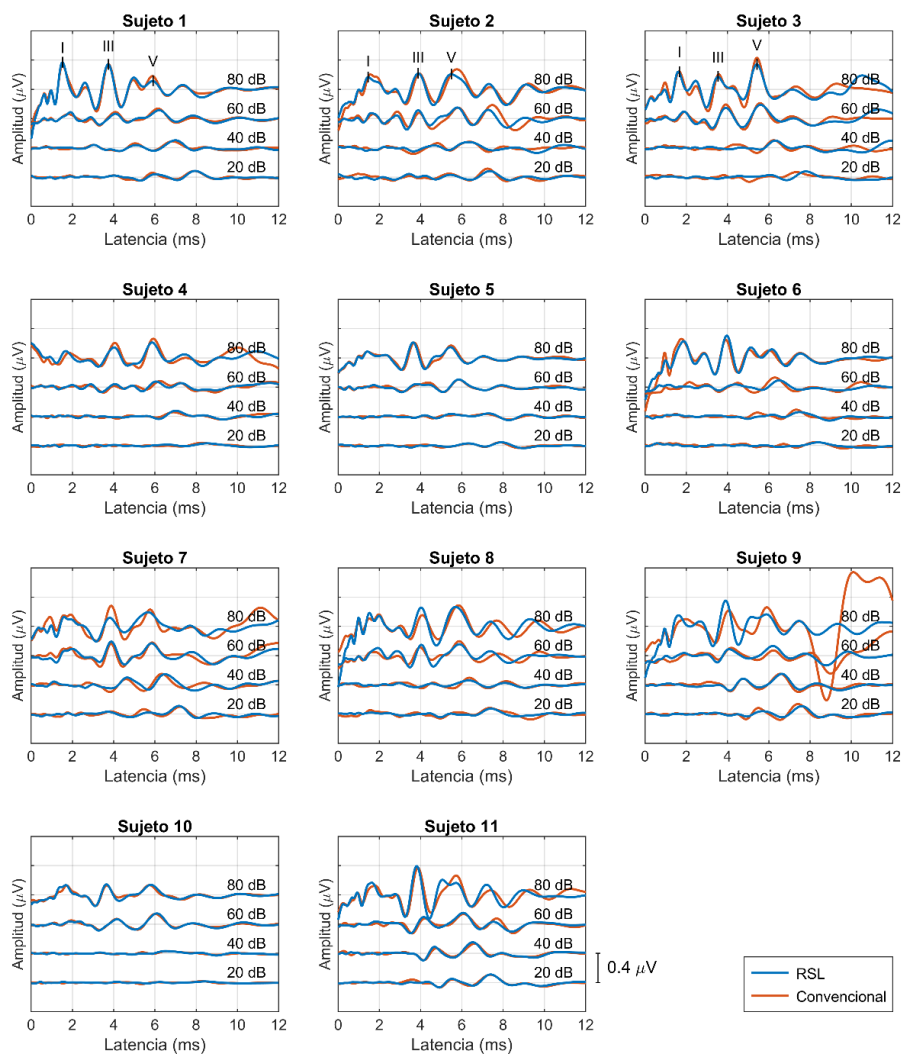 Sujeto 1
Amplitud (μV)
I
III
V
80 dB
60 dB
40 dB
20 dB
0 2 4 6 8 10 12
Latencia (ms)
Sujeto 2
Amplitud (μV)
I
III
V
80 dB
60 dB
40 dB
20 dB
0 2 4 6 8 10 12
Latencia (ms)
Sujeto 3
Amplitud (μV)
I
III
V
80 dB
60 dB
40 dB
20 dB
0 2 4 6 8 10 12
Latencia (ms)
Sujeto 4
Amplitud (μV)
80 dB
60 dB
40 dB
20 dB
0 2 4 6 8 10 12
Latencia (ms)
Sujeto 5
Amplitud (μV)
80 dB
60 dB
40 dB
20 dB
0 2 4 6 8 10 12
Latencia (ms)
Sujeto 6
Amplitud (μV)
80 dB
60 dB
40 dB
20 dB
0 2 4 6 8 10 12
Latencia (ms)
Sujeto 7
Amplitud (μV)
80 dB
60 dB
40 dB
20 dB
0 2 4 6 8 10 12
Latencia (ms)
Sujeto 8
Amplitud (μV)
80 dB
60 dB
40 dB
20 dB
0 2 4 6 8 10 12
Latencia (ms)
Sujeto 9
Amplitud (μV)
80 dB
60 dB
40 dB
20 dB
0 2 4 6 8 10 12
Latencia (ms)
Sujeto 10
Amplitud (μV)
80 dB
60 dB
40 dB
20 dB
0 2 4 6 8 10 12
Latencia (ms)
Sujeto 11
Amplitud (μV)
80 dB
60 dB
40 dB
20 dB
0 2 4 6 8 10 12
Latencia (ms)
0.4 μV
RSL
Convencional